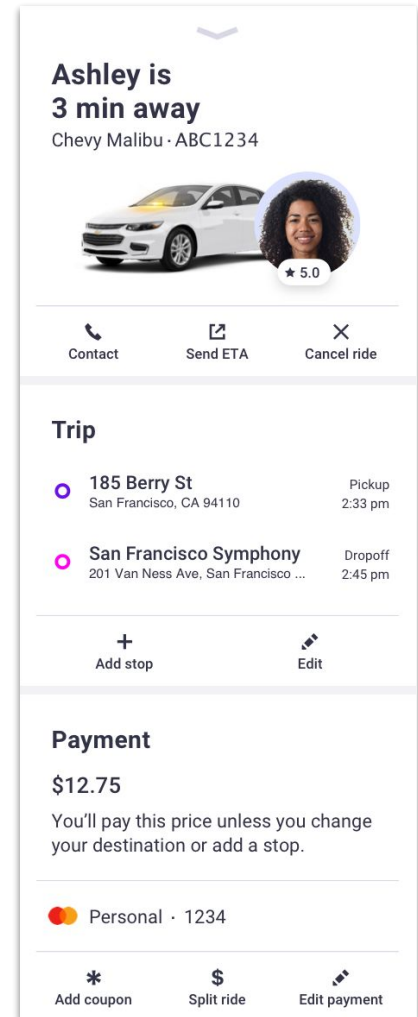 Ashley is
3 min away
Chevy Malibu · ABC1234
★ 5.0
Contact
Send ETA
Cancel ride
Trip
185 Berry St
Pickup
San Francisco, CA 94110
2:33 pm
San Francisco Symphony
Dropoff
201 Van Ness Ave, San Francisco ...
2:45 pm
Add stop
Edit
Payment
$12.75
You'll pay this price unless you change
your destination or add a stop.
Personal · 1234
Add coupon
$
Split ride
Edit payment